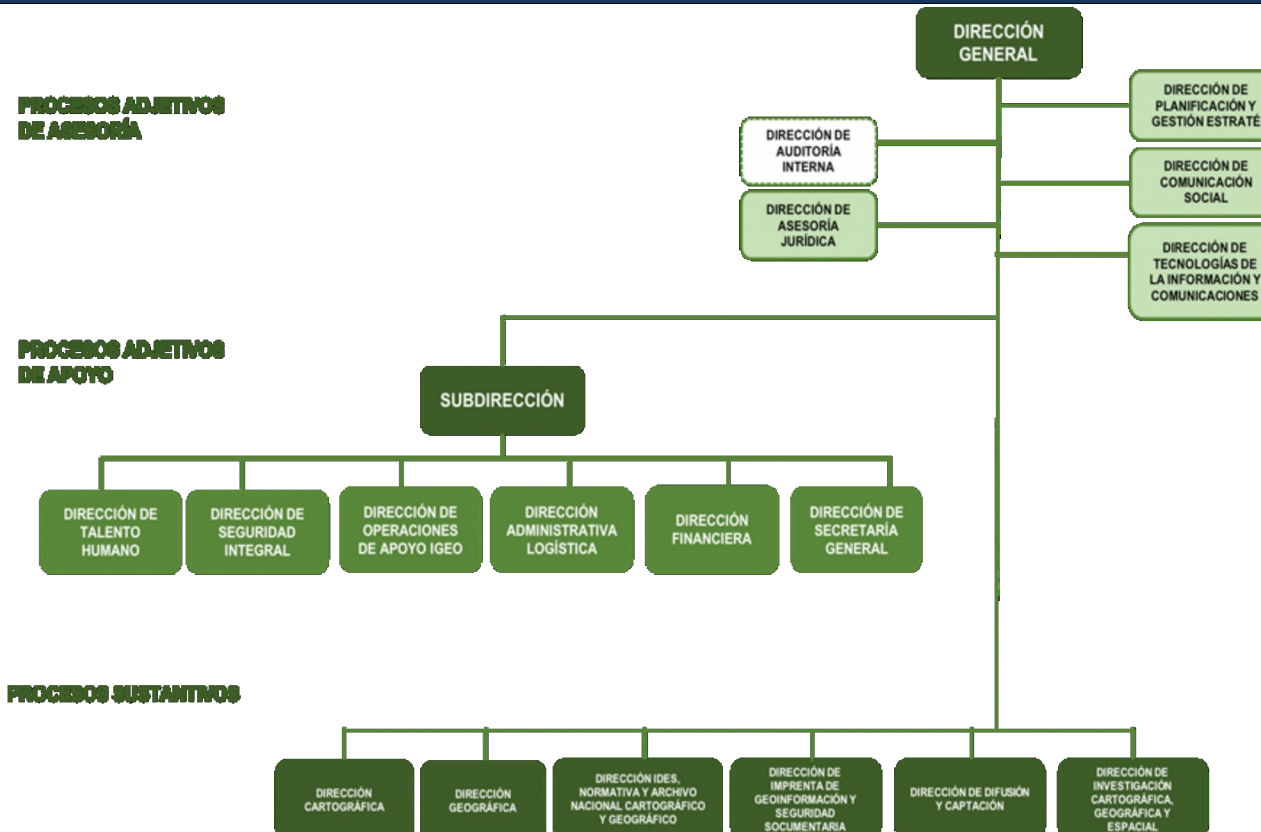 DIRECCIÓN
GENERAL
PROCESOS ADJETIVOS
DE ASESORÍA
DIRECCIÓN DE
PLANIFICACIÓN Y
GESTIÓN ESTRATÉ
DIRECCIÓN DE
AUDITORÍA
INTERNA
DIRECCIÓN DE
COMUNICACIÓN
SOCIAL
DIRECCIÓN DE
ASESORÍA
JURÍDICA
DIRECCIÓN DE
TECNOLOGÍAS DE
LA INFORMACIÓN Y
COMUNICACIONES
PROCESOS ADJETIVOS
DE APOYO
SUBDIRECCIÓN
DIRECCIÓN DE
TALENTO
HUMANO
DIRECCIÓN DE
SEGURIDAD
INTEGRAL
DIRECCIÓN DE
OPERACIONES
DE APOYO IGEO
DIRECCIÓN
ADMINISTRATIVA
LOGÍSTICA
DIRECCIÓN
FINANCIERA
DIRECCIÓN DE
SECRETARÍA
GENERAL
PROCESOS SUSTANTIVOS
DIRECCIÓN
CARTOGRÁFICA
DIRECCIÓN
GEOGRÁFICA
DIRECCIÓN IDES,
NORMATIVA Y ARCHIVO
NACIONAL CARTOGRÁFICO
Y GEOGRÁFICO
DIRECCIÓN DE
IMPRENTA DE
GEOINFORMACIÓN Y
SEGURIDAD
SOCUMENTARIA
DIRECCIÓN DE DIFUSIÓN
Y CAPTACIÓN
DIRECCIÓN DE
INVESTIGACIÓN
CARTOGRÁFICA,
GEOGRÁFICA Y
ESPACIAL